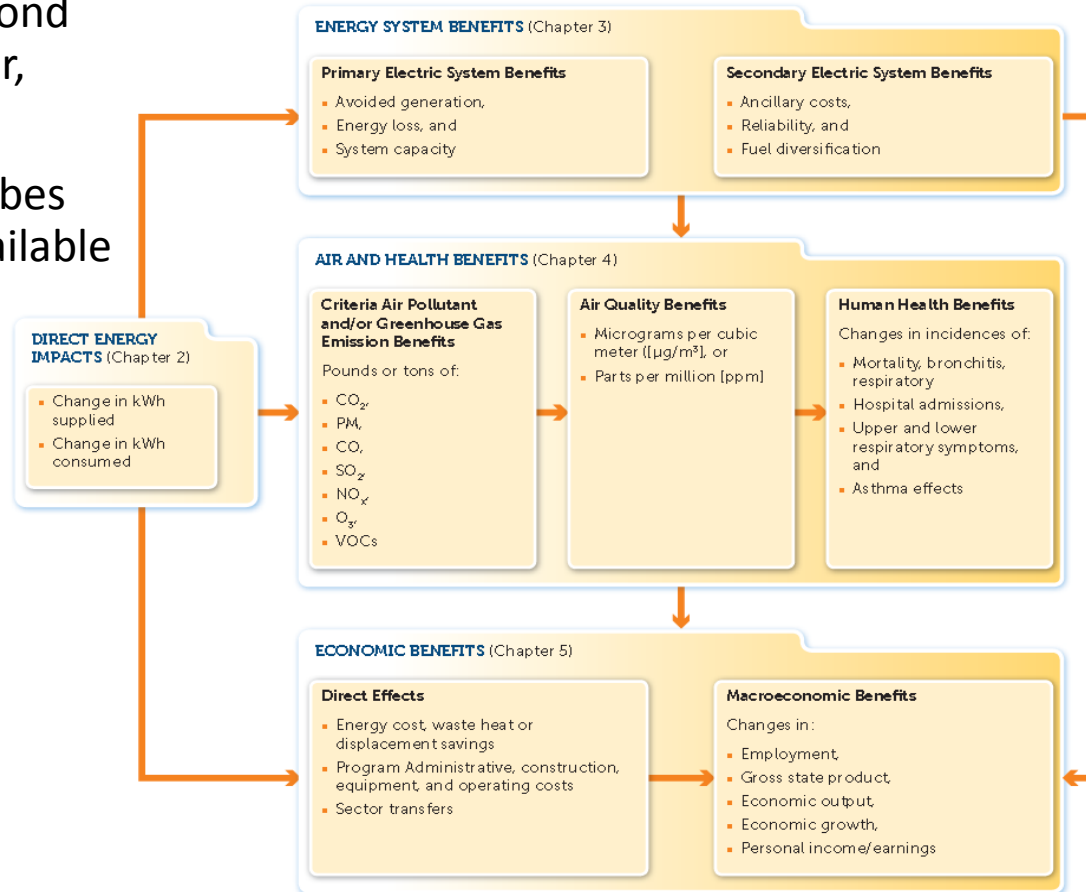 ond
r,
bes
ailable
DIRECT ENERGY
IMPACTS (Chapter 2)
▪ Change in kWh
supplied
▪ Change in kWh
consumed
ENERGY SYSTEM BENEFITS (Chapter 3)
Primary Electric System Benefits
▪ Avoided generation,
▪ Energy loss, and
▪ System capacity
Secondary Electric System Benefits
▪ Ancillary costs,
▪ Reliability, and
▪ Fuel diversification
AIR AND HEALTH BENEFITS (Chapter 4)
Criteria Air Pollutant
and/or Greenhouse Gas
Emission Benefits
Pounds or tons of:
▪ CO₂,
▪ PM,
▪ CO,
▪ SO₂,
▪ NOₓ,
▪ O₃,
▪ VOCs
Air Quality Benefits
▪ Micrograms per cubic
meter ([µg/m³], or
▪ Parts per million [ppm]
Human Health Benefits
Changes in incidences of:
▪ Mortality, bronchitis,
respiratory
▪ Hospital admissions,
▪ Upper and lower
respiratory symptoms,
and
▪ Asthma effects
ECONOMIC BENEFITS (Chapter 5)
Direct Effects
▪ Energy cost, waste heat or
displacement savings
▪ Program Administrative, construction,
equipment, and operating costs
▪ Sector transfers
Macroeconomic Benefits
Changes in:
▪ Employment,
▪ Gross state product,
▪ Economic output,
▪ Economic growth,
▪ Personal income/earnings